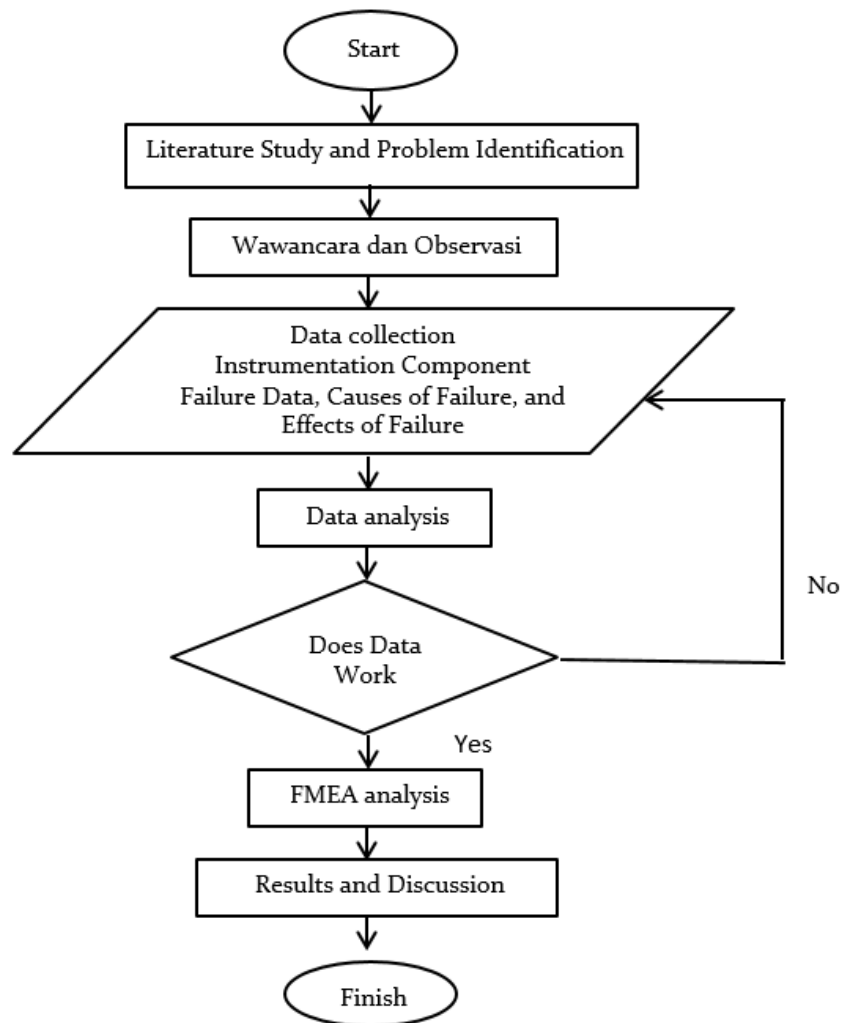 Start
Literature Study and Problem Identification
Wawancara dan Observasi
Data collection
Instrumentation Component
Failure Data, Causes of Failure, and
Effects of Failure
Data analysis
No
Does Data
Work
Yes
FMEA analysis
Results and Discussion
Finish